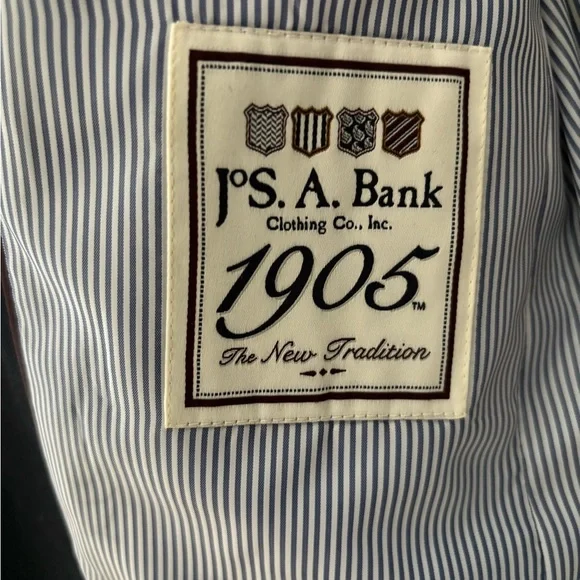 JoS. A. Bank
Clothing Co., Inc.
1905™
The New Tradition